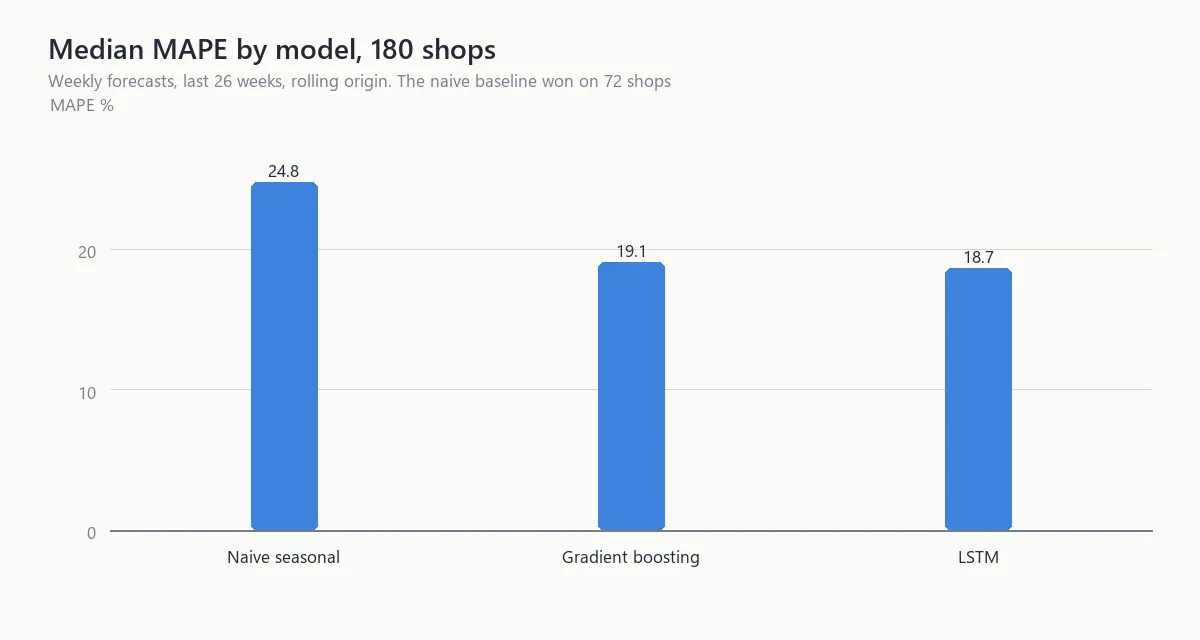 Median MAPE by model, 180 shops
Weekly forecasts, last 26 weeks, rolling origin. The naive baseline won on 72 shops
MAPE %
24.8
20
19.1
18.7
10
0
Naive seasonal
Gradient boosting
LSTM